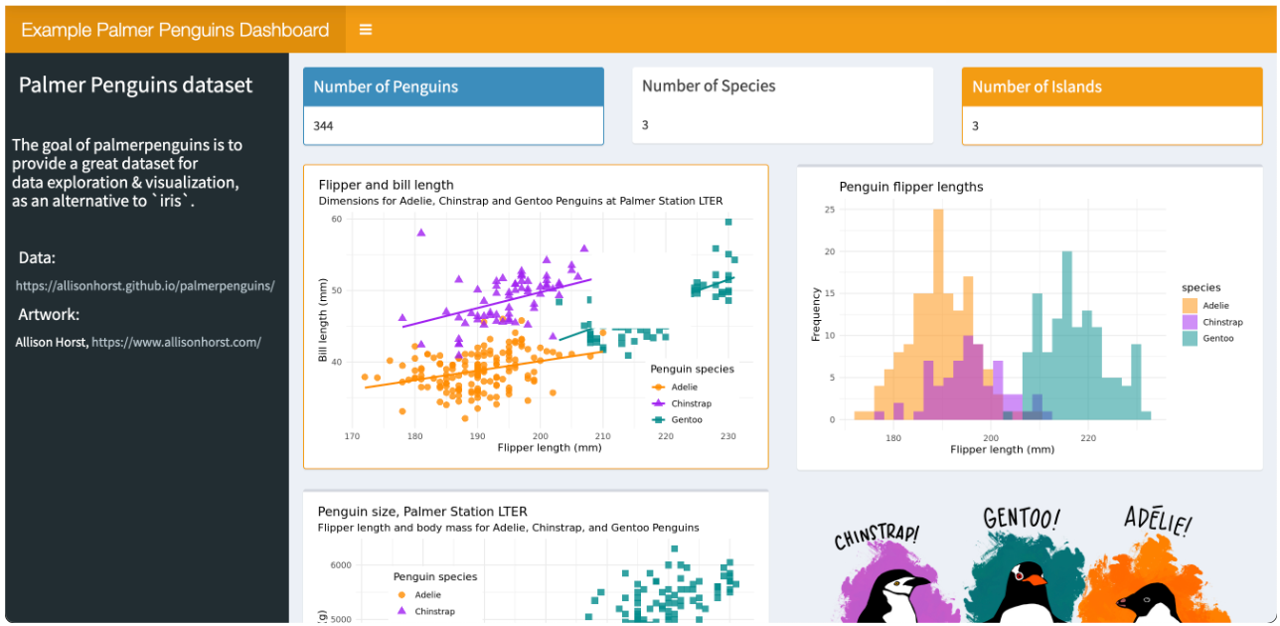 Example Palmer Penguins Dashboard
Palmer Penguins dataset
The goal of palmerpenguins is to
provide a great dataset for
data exploration & visualization,
as an alternative to `iris`.
Data:
https://allisonhorst.github.io/palmerpenguins/
Artwork:
Allison Horst, https://www.allisonhorst.com/
Number of Penguins
344
Number of Species
3
Number of Islands
3
Flipper and bill length
Dimensions for Adelie, Chinstrap and Gentoo Penguins at Palmer Station LTER
60
50
40
Bill length (mm)
Penguin species
Adelie
Chinstrap
Gentoo
170 180 190 200 210 220 230
Flipper length (mm)
Penguin flipper lengths
25
20
15
10
5
0
Frequency
180 200 220
Flipper length (mm)
species
Adelie
Chinstrap
Gentoo
Penguin size, Palmer Station LTER
Flipper length and body mass for Adelie, Chinstrap, and Gentoo Penguins
6000
5000
Penguin species
Adelie
Chinstrap
CHINSTRAP!
GENTOO!
ADÉLIE!